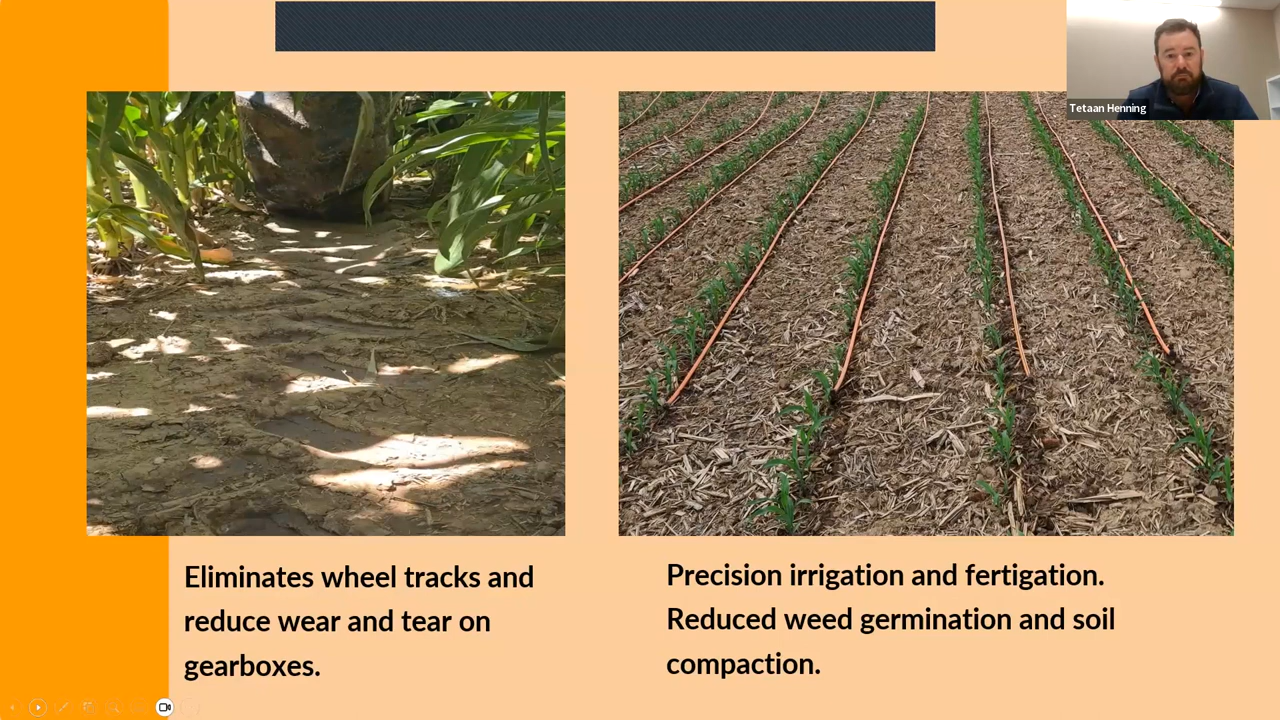 Tetaan Henning
Eliminates wheel tracks and
reduce wear and tear on
gearboxes.
Precision irrigation and fertigation.
Reduced weed germination and soil
compaction.